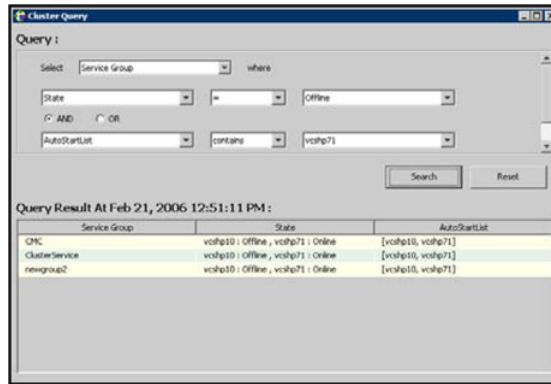 Cluster Query
Query :
Select Service Group where
State = Offline
AND OR
AutoStartList contains vcshp71
Search Reset
Query Result At Feb 21, 2006 12:51:11 PM :
Service Group State AutoStartList
CMC vcshp10 : Offline , vcshp71 : Online [vcshp10, vcshp71]
ClusterService vcshp10 : Offline , vcshp71 : Online [vcshp10, vcshp71]
newgroup2 vcshp10 : Offline , vcshp71 : Online [vcshp10, vcshp71]